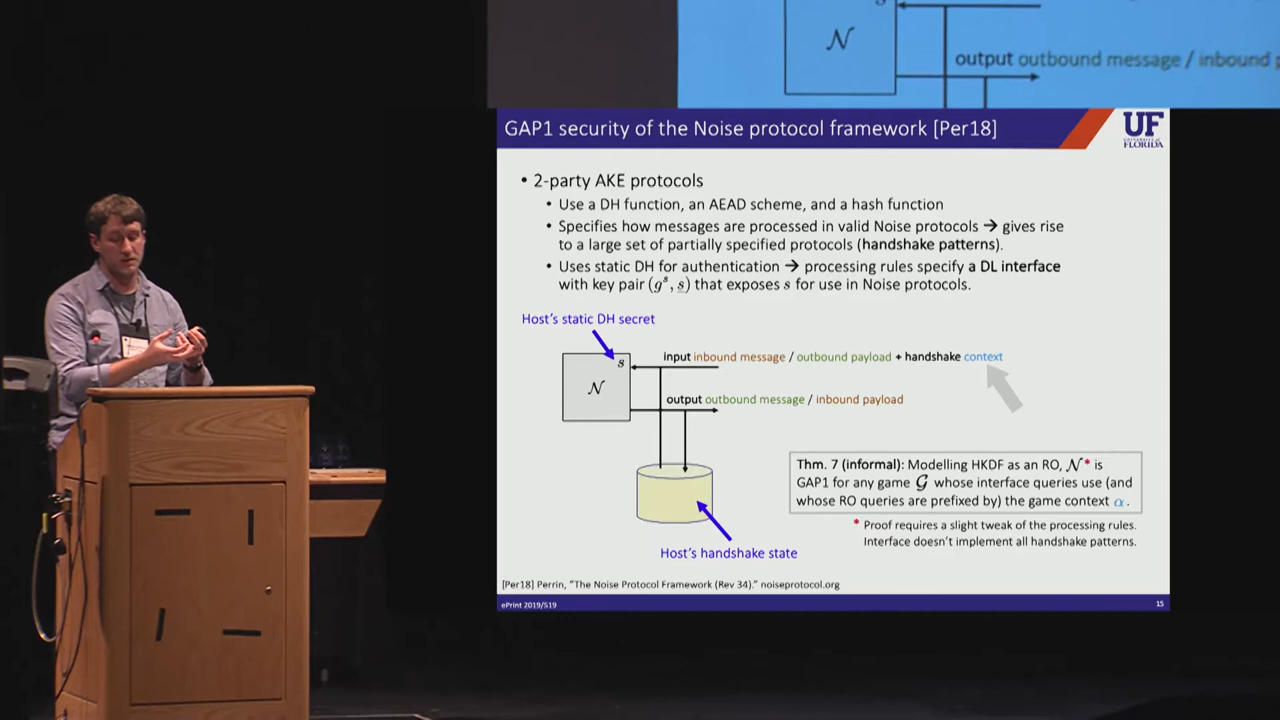 𝒩
output outbound message / inbound
GAP1 security of the Noise protocol framework [Per18]
UF
UNIVERSITY of
FLORIDA
• 2-party AKE protocols
• Use a DH function, an AEAD scheme, and a hash function
• Specifies how messages are processed in valid Noise protocols → gives rise
to a large set of partially specified protocols (handshake patterns).
• Uses static DH for authentication → processing rules specify a DL interface
with key pair (gˢ, s) that exposes s for use in Noise protocols.
Host's static DH secret
s
input inbound message / outbound payload + handshake context
𝒩
output outbound message / inbound payload
Thm. 7 (informal): Modelling HKDF as an RO, 𝒩* is
GAP1 for any game 𝒢 whose interface queries use (and
whose RO queries are prefixed by) the game context α.
* Proof requires a slight tweak of the processing rules.
Interface doesn't implement all handshake patterns.
Host's handshake state
[Per18] Perrin, "The Noise Protocol Framework (Rev 34)." noiseprotocol.org
ePrint 2019/519
15